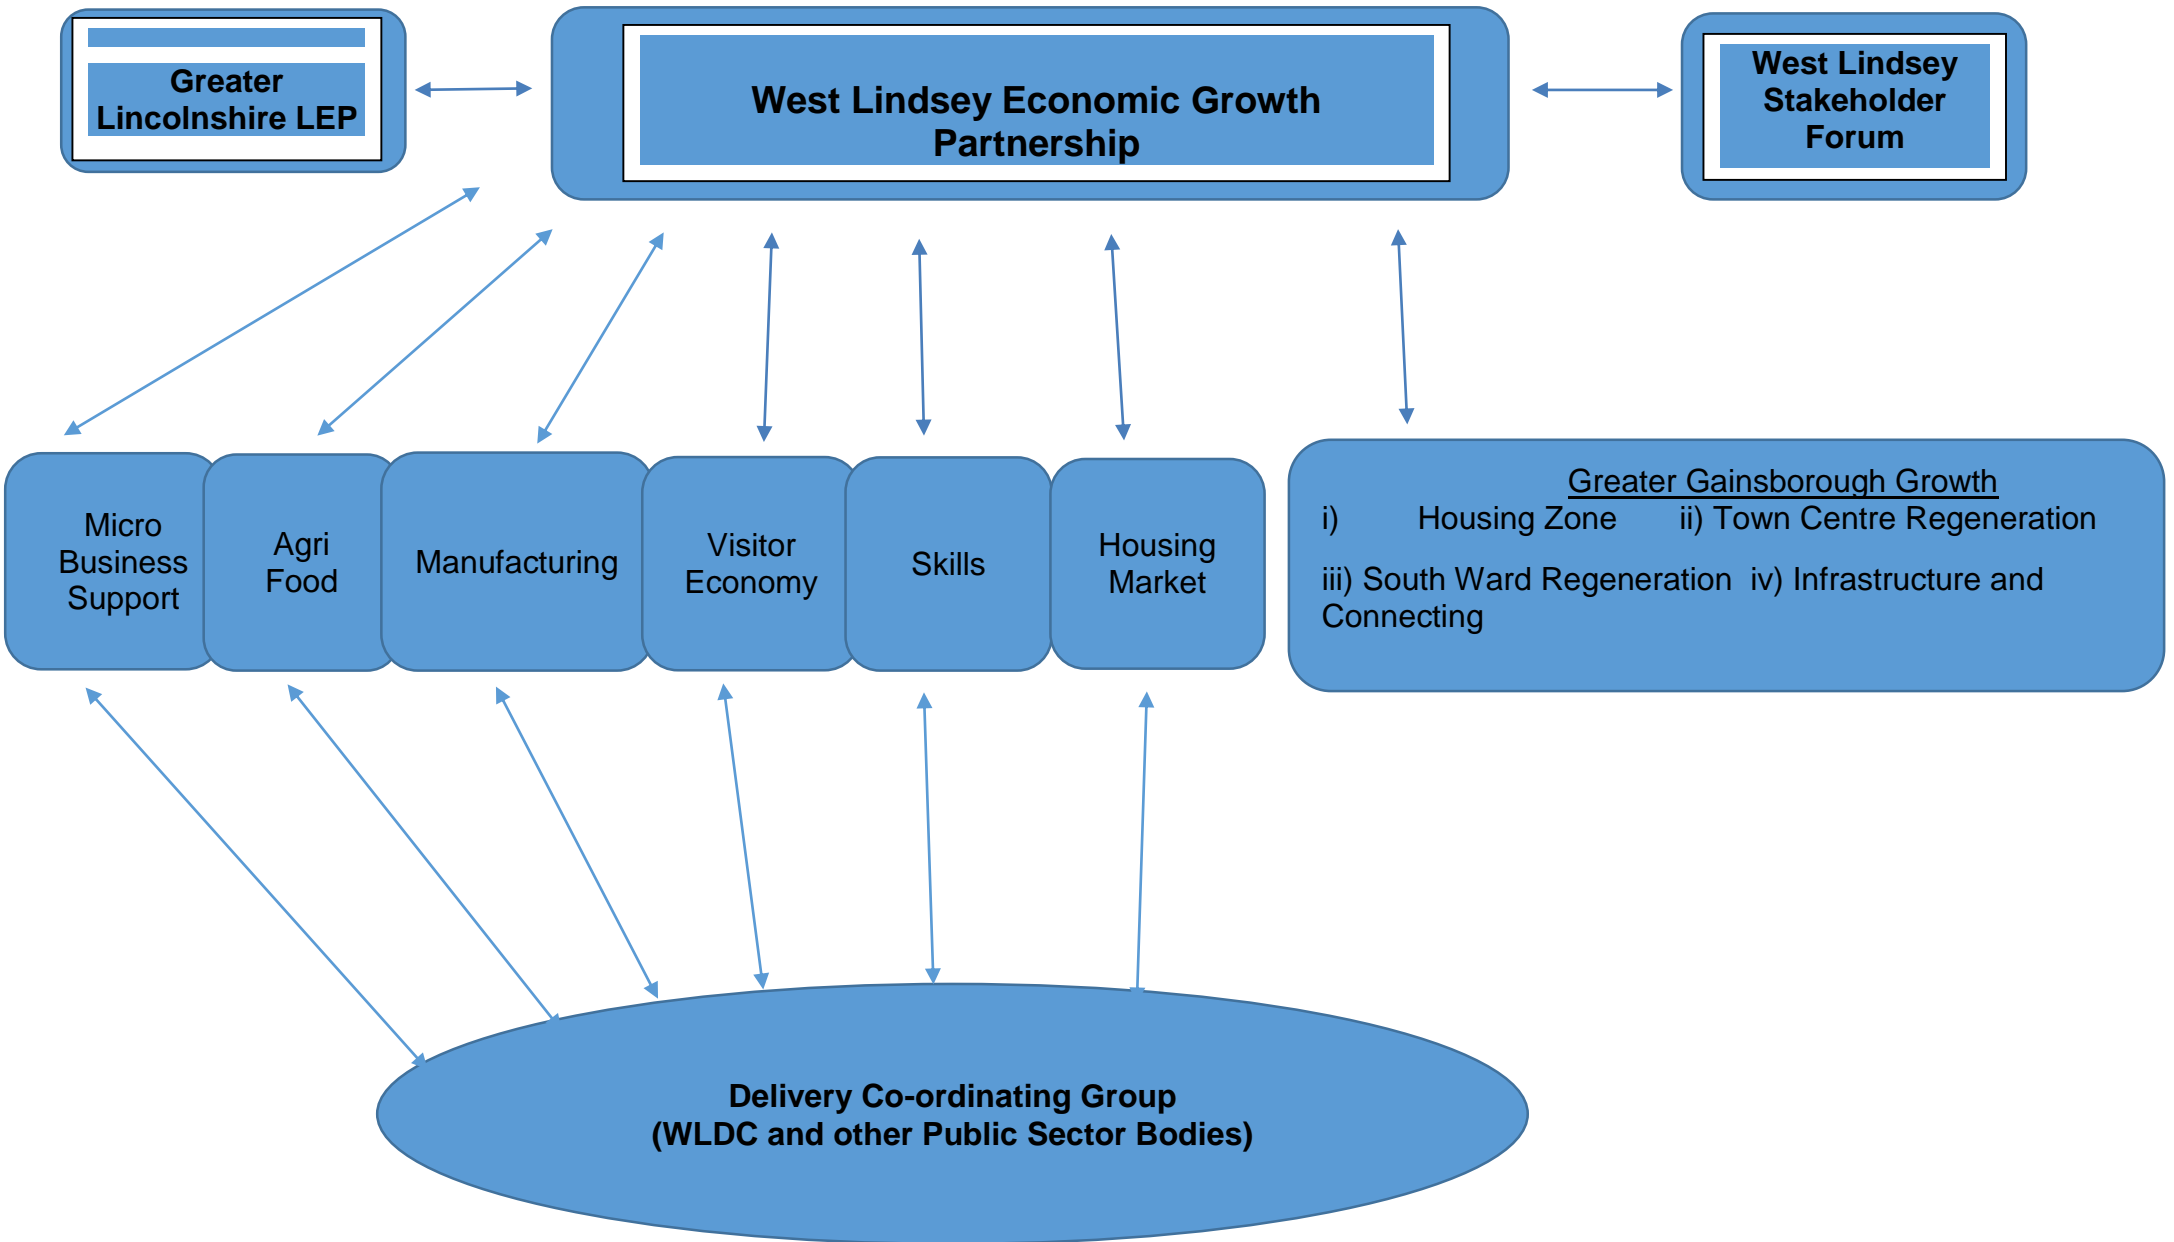 Greater
Lincolnshire LEP
West Lindsey Economic Growth
Partnership
West Lindsey
Stakeholder
Forum
Micro
Business
Support
Agri
Food
Manufacturing
Visitor
Economy
Skills
Housing
Market
Greater Gainsborough Growth
i) Housing Zone ii) Town Centre Regeneration
iii) South Ward Regeneration iv) Infrastructure and
Connecting
Delivery Co-ordinating Group
(WLDC and other Public Sector Bodies)